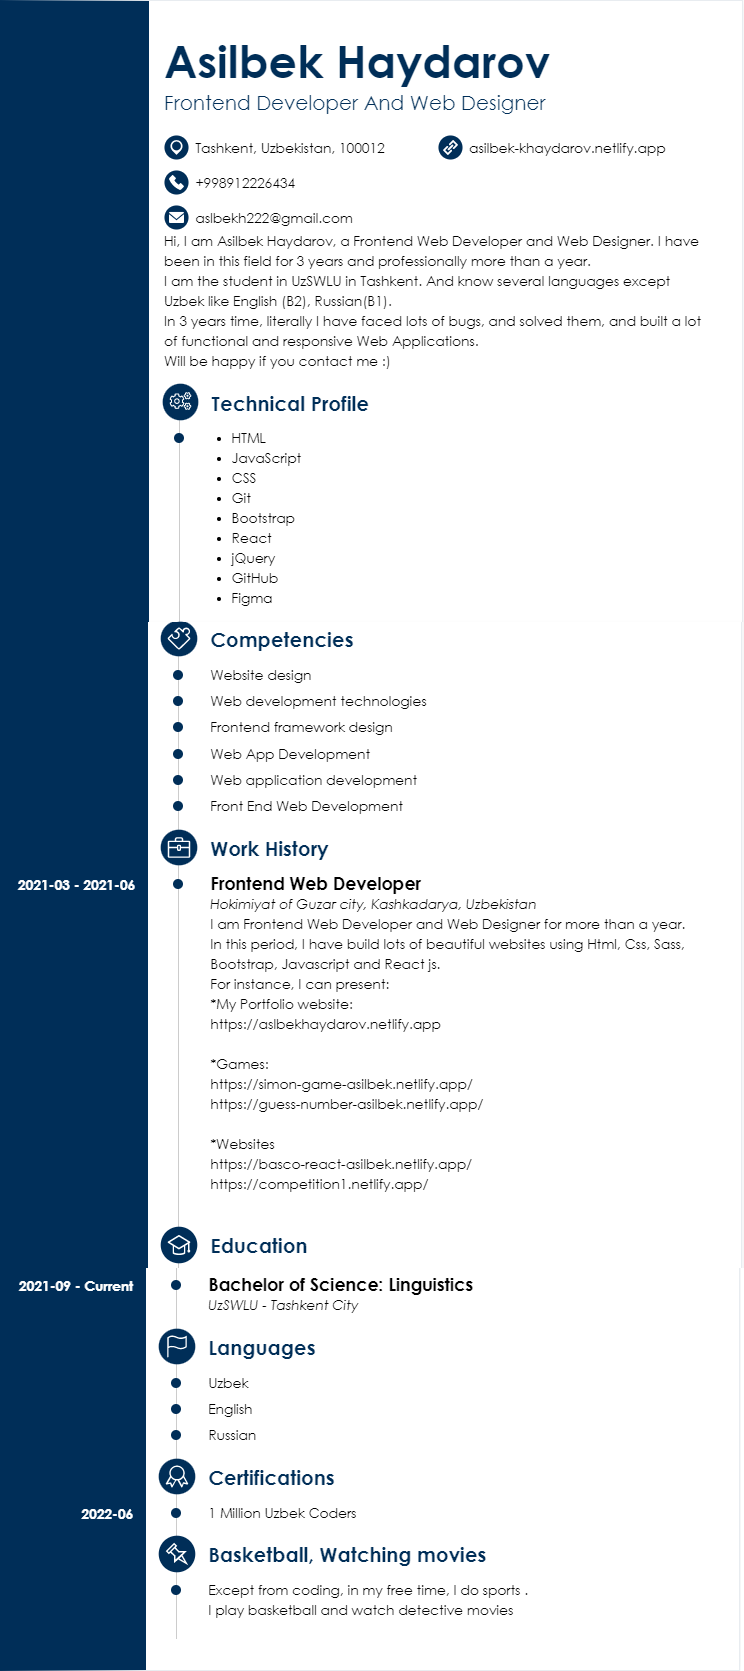 Asilbek Haydarov
Frontend Developer And Web Designer
Tashkent, Uzbekistan, 100012
asilbek-khaydarov.netlify.app
+998912226434
aslbekh222@gmail.com
Hi, I am Asilbek Haydarov, a Frontend Web Developer and Web Designer. I have
been in this field for 3 years and professionally more than a year.
I am the student in UzSWLU in Tashkent. And know several languages except
Uzbek like English (B2), Russian(B1).
In 3 years time, literally I have faced lots of bugs, and solved them, and built a lot
of functional and responsive Web Applications.
Will be happy if you contact me :)
Technical Profile
• HTML
• JavaScript
• CSS
• Git
• Bootstrap
• React
• jQuery
• GitHub
• Figma
Competencies
Website design
Web development technologies
Frontend framework design
Web App Development
Web application development
Front End Web Development
Work History
2021-03 - 2021-06
Frontend Web Developer
Hokimiyat of Guzar city, Kashkadarya, Uzbekistan
I am Frontend Web Developer and Web Designer for more than a year.
In this period, I have build lots of beautiful websites using Html, Css, Sass,
Bootstrap, Javascript and React js.
For instance, I can present:
*My Portfolio website:
https://aslbekhaydarov.netlify.app
*Games:
https://simon-game-asilbek.netlify.app/
https://guess-number-asilbek.netlify.app/
*Websites
https://basco-react-asilbek.netlify.app/
https://competition1.netlify.app/
Education
2021-09 - Current
Bachelor of Science: Linguistics
UzSWLU - Tashkent City
Languages
Uzbek
English
Russian
Certifications
2022-06
1 Million Uzbek Coders
Basketball, Watching movies
Except from coding, in my free time, I do sports .
I play basketball and watch detective movies